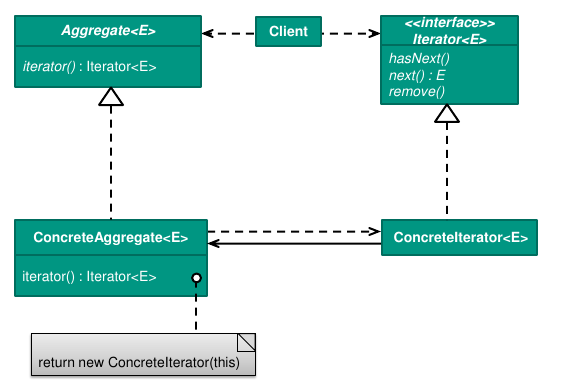 Aggregate<E>
iterator() : Iterator<E>
Client
<<interface>>
Iterator<E>
hasNext()
next() : E
remove()
ConcreteAggregate<E>
iterator() : Iterator<E>
ConcreteIterator<E>
return new ConcreteIterator(this)